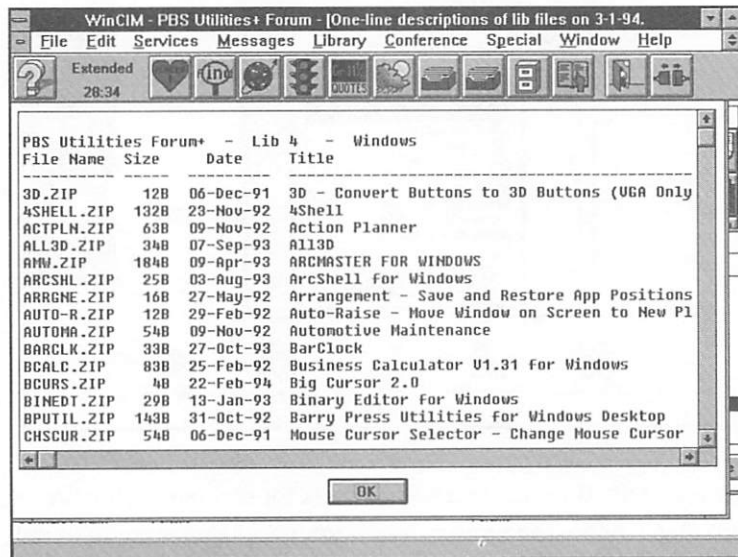 WinCIM - PBS Utilities+ Forum - [One-line descriptions of lib files on 3-1-94.
File Edit Services Messages Library Conference Special Window Help
Extended
28:34
QUOTES
PBS Utilities Forum+ - Lib 4 - Windows
File Name Size Date Title
3D.ZIP 12B 06-Dec-91 3D - Convert Buttons to 3D Buttons (VGA Only
4SHELL.ZIP 132B 23-Nov-92 4Shell
ACTPLN.ZIP 63B 09-Nov-92 Action Planner
ALL3D.ZIP 34B 07-Sep-93 All3D
AMW.ZIP 184B 09-Apr-93 ARCMASTER FOR WINDOWS
ARCSHL.ZIP 25B 03-Aug-93 ArcShell for Windows
ARRGNE.ZIP 16B 27-May-92 Arrangement - Save and Restore App Positions
AUTO-R.ZIP 12B 29-Feb-92 Auto-Raise - Move Window on Screen to New Pl
AUTOMA.ZIP 54B 09-Nov-92 Automotive Maintenance
BARCLK.ZIP 33B 27-Oct-93 BarClock
BCALC.ZIP 83B 25-Feb-92 Business Calculator V1.31 for Windows
BCURS.ZIP 4B 22-Feb-94 Big Cursor 2.0
BINEDT.ZIP 29B 13-Jan-93 Binary Editor for Windows
BPUTIL.ZIP 143B 31-Oct-92 Barry Press Utilities for Windows Desktop
CHSCUR.ZIP 54B 06-Dec-91 Mouse Cursor Selector - Change Mouse Cursor
OK